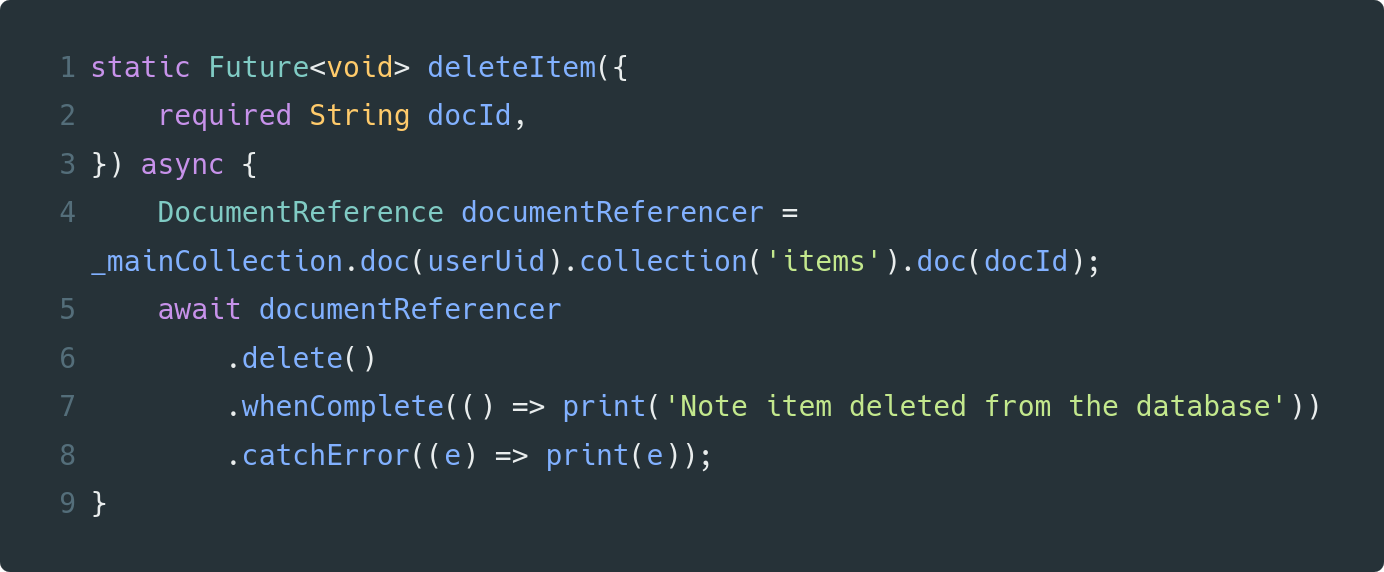 1 static Future<void> deleteItem({
2     required String docId,
3 }) async {
4     DocumentReference documentReferencer =
_mainCollection.doc(userUid).collection('items').doc(docId);
5     await documentReferencer
6         .delete()
7         .whenComplete(() => print('Note item deleted from the database'))
8         .catchError((e) => print(e));
9 }